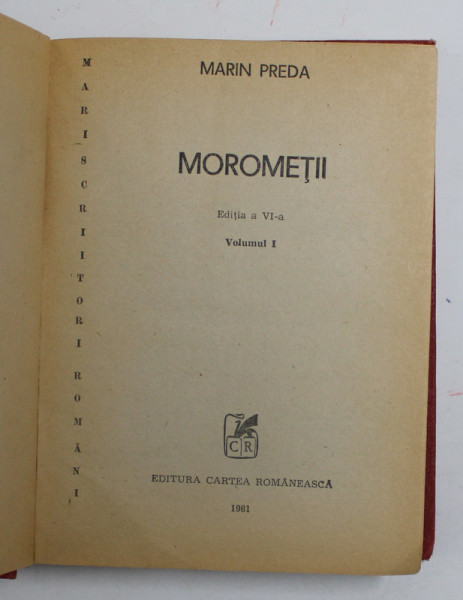 MARI SCRIITORI ROMÂNI
MARIN PREDA
MOROMEȚII
Ediția a VI-a
Volumul I
CR
EDITURA CARTEA ROMÂNEASCĂ
1981